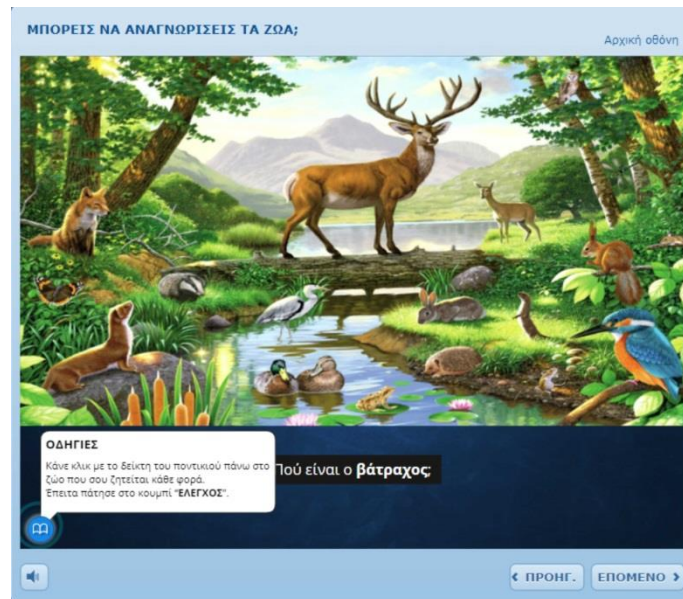 ΜΠΟΡΕΙΣ ΝΑ ΑΝΑΓΝΩΡΙΣΕΙΣ ΤΑ ΖΩΑ;
Αρχική οθόνη
ΟΔΗΓΙΕΣ
Κάνε κλικ με το δείκτη του ποντικιού πάνω στο
ζώο που σου ζητείται κάθε φορά.
Έπειτα πάτησε στο κουμπί "ΕΛΕΓΧΟΣ".
Πού είναι ο βάτραχος;
ΠΡΟΗΓ.
ΕΠΟΜΕΝΟ